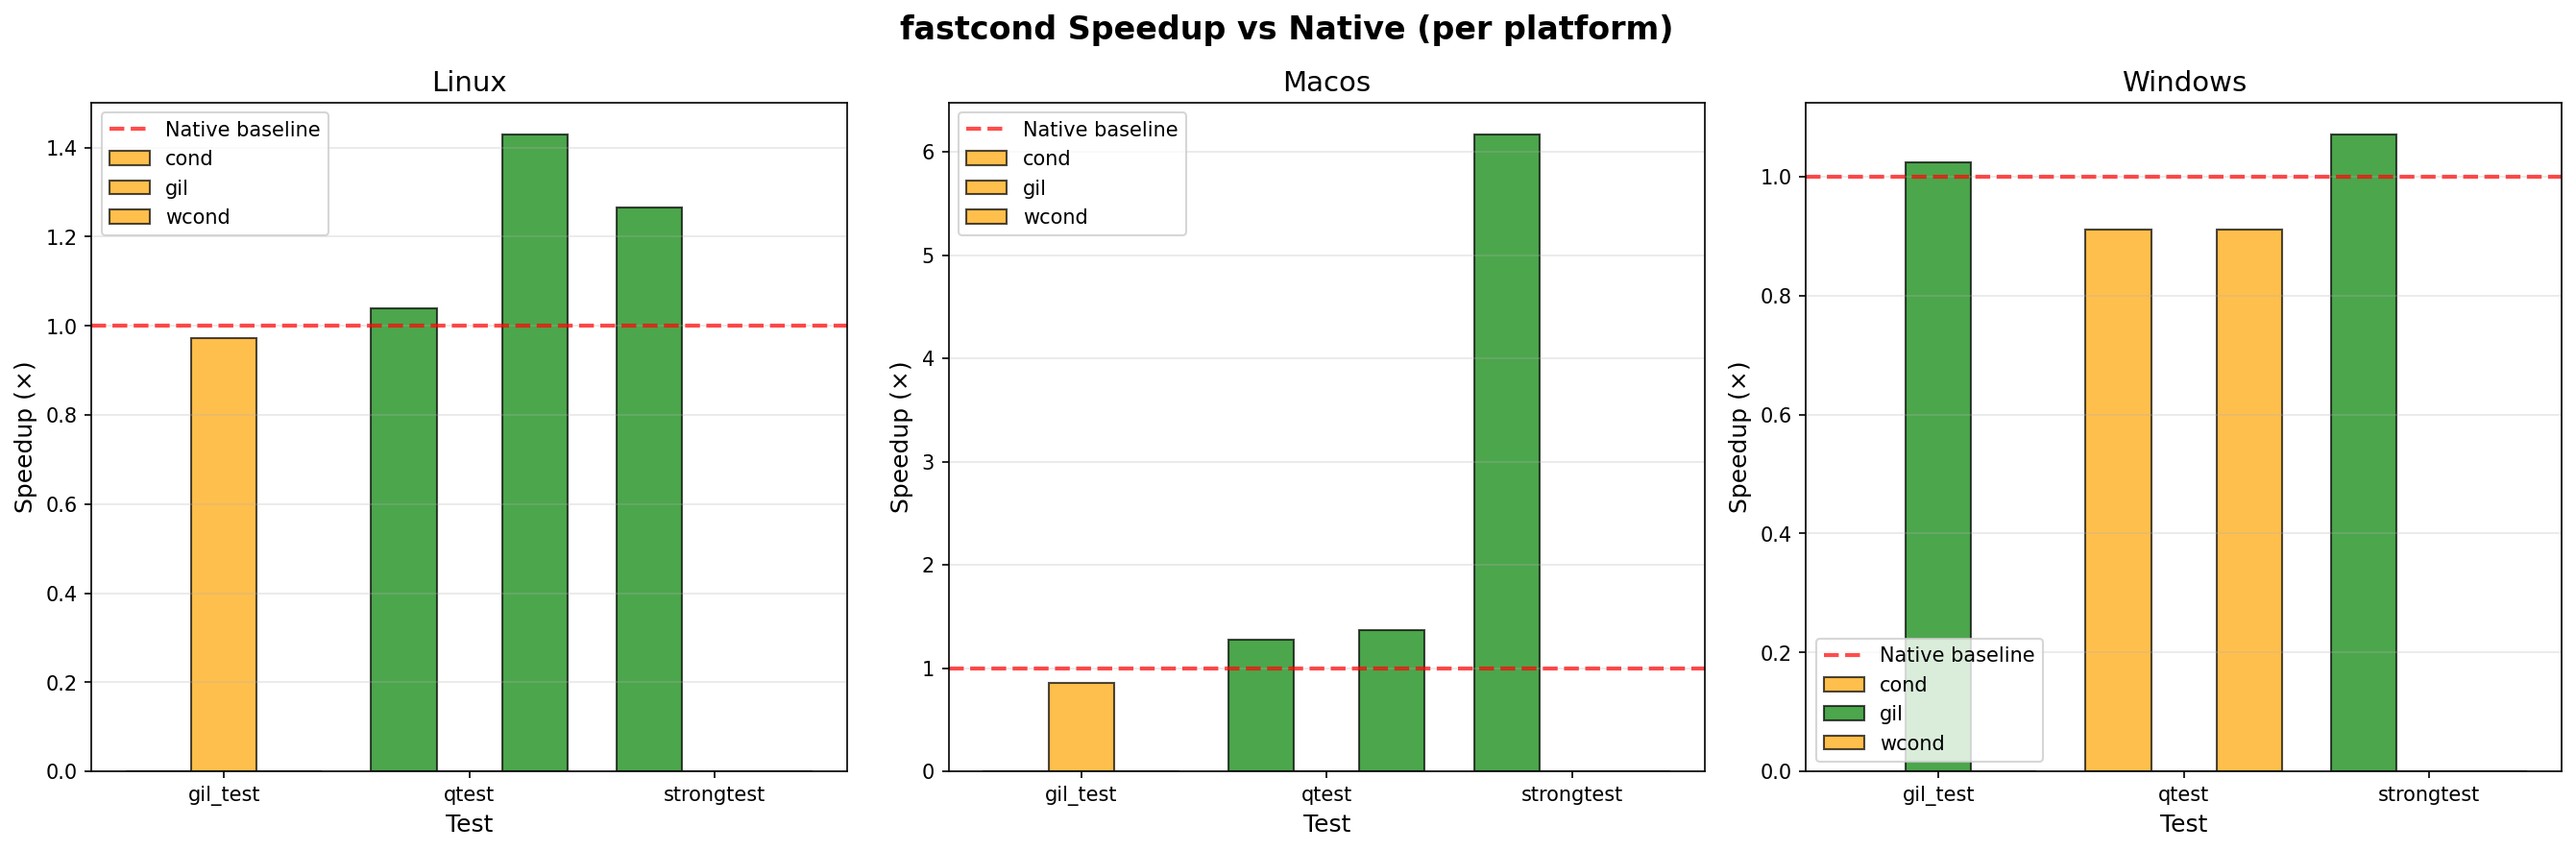 fastcond Speedup vs Native (per platform)
Linux
Native baseline
cond
gil
wcond
1.4
1.2
1.0
0.8
0.6
0.4
0.2
0.0
Speedup (×)
gil_test
qtest
strongtest
Test
Macos
Native baseline
cond
gil
wcond
6
5
4
3
2
1
0
Speedup (×)
gil_test
qtest
strongtest
Test
Windows
1.0
0.8
0.6
0.4
0.2
0.0
Speedup (×)
Native baseline
cond
gil
wcond
gil_test
qtest
strongtest
Test